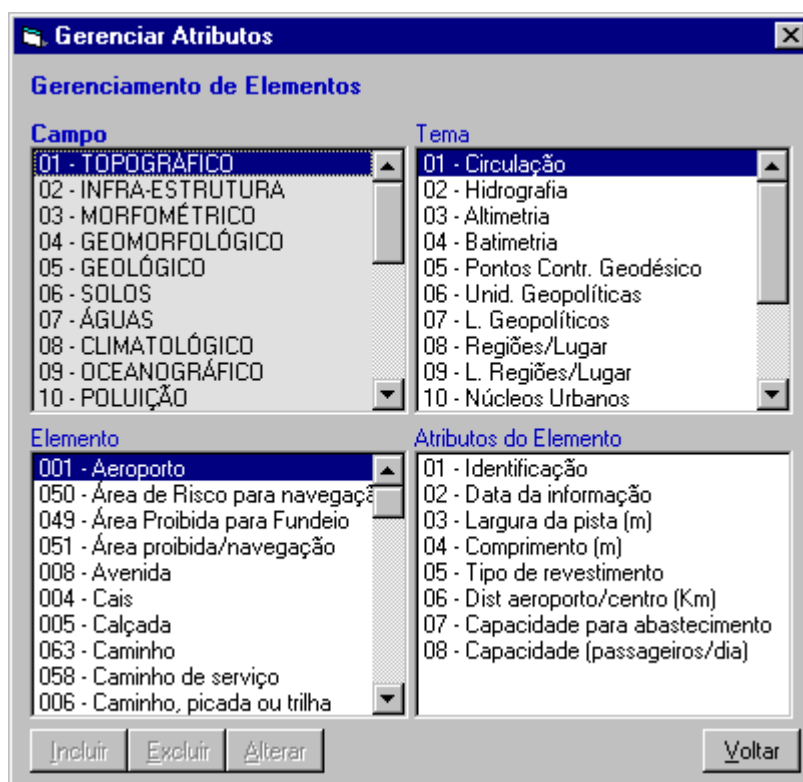 Gerenciar Atributos
Gerenciamento de Elementos
Campo
01 - TOPOGRÁFICO
02 - INFRA-ESTRUTURA
03 - MORFOMÉTRICO
04 - GEOMORFOLÓGICO
05 - GEOLÓGICO
06 - SOLOS
07 - ÁGUAS
08 - CLIMATOLÓGICO
09 - OCEANOGRÁFICO
10 - POLUIÇÃO
Tema
01 - Circulação
02 - Hidrografia
03 - Altimetria
04 - Batimetria
05 - Pontos Contr. Geodésico
06 - Unid. Geopolíticas
07 - L. Geopolíticos
08 - Regiões/Lugar
09 - L. Regiões/Lugar
10 - Núcleos Urbanos
Elemento
001 - Aeroporto
050 - Área de Risco para navegaçã
049 - Área Proibida para Fundeio
051 - Área proibida/navegação
008 - Avenida
004 - Cais
005 - Calçada
063 - Caminho
058 - Caminho de serviço
006 - Caminho, picada ou trilha
Atributos do Elemento
01 - Identificação
02 - Data da informação
03 - Largura da pista (m)
04 - Comprimento (m)
05 - Tipo de revestimento
06 - Dist aeroporto/centro (Km)
07 - Capacidade para abastecimento
08 - Capacidade (passageiros/dia)
Incluir Excluir Alterar Voltar